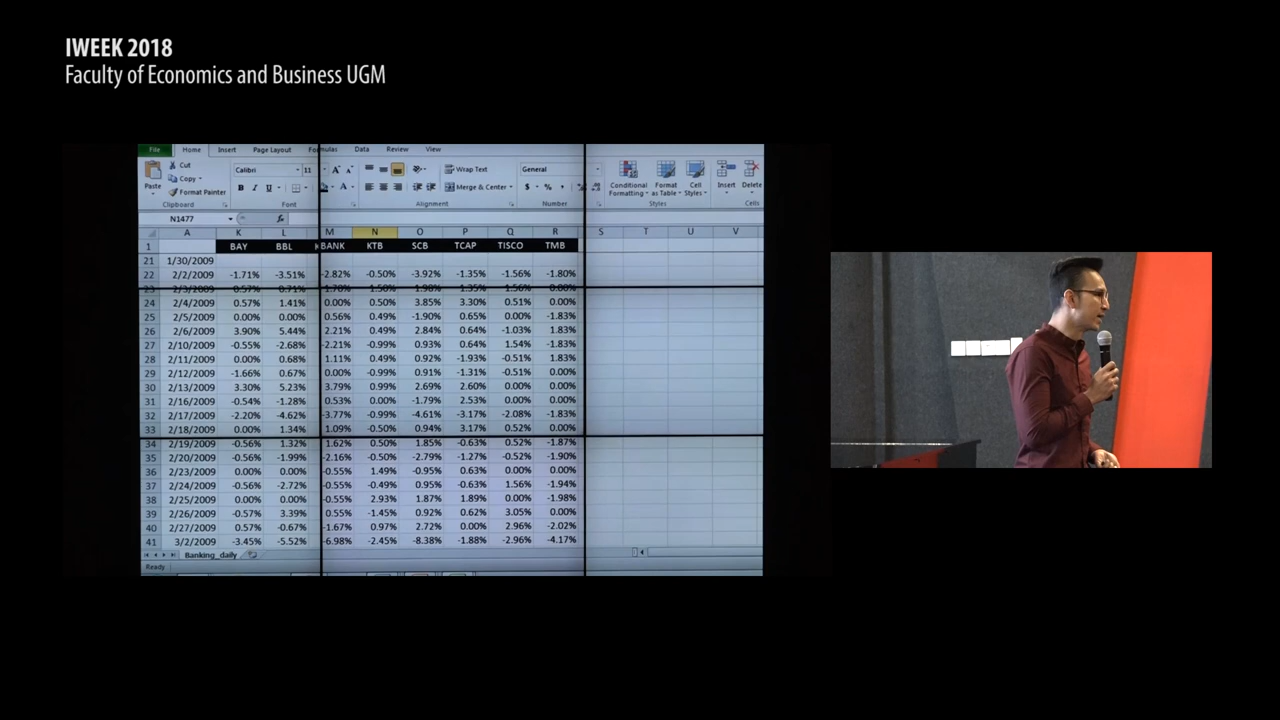 IWEEK 2018
Faculty of Economics and Business UGM
File Home Insert Page Layout Formulas Data Review View
Cut
Copy
Format Painter
Paste
Calibri 11
B I U
A A
A
Wrap Text
Merge & Center
General
$ % ,
Conditional Formatting
Format as Table
Cell Styles
Insert Delete
Clipboard Font Alignment Number Styles Cells
N1477 fx
A K L M N O P Q R S T U V
1 BAY BBL BANK KTB SCB TCAP TISCO TMB
21 1/30/2009
22 2/2/2009 -1.71% -3.51% -2.82% -0.50% -3.92% -1.35% -1.56% -1.80%
23 2/3/2009 0.57% 0.71% 1.70% 1.50% 1.98% 1.35% 1.56% 0.00%
24 2/4/2009 0.57% 1.41% 0.00% 0.50% 3.85% 3.30% 0.51% 0.00%
25 2/5/2009 0.00% 0.00% 0.56% 0.49% -1.90% 0.65% 0.00% -1.83%
26 2/6/2009 3.90% 5.44% 2.21% 0.49% 2.84% 0.64% -1.03% 1.83%
27 2/10/2009 -0.55% -2.68% -2.21% -0.99% 0.93% 0.64% 1.54% -1.83%
28 2/11/2009 0.00% 0.68% 1.11% 0.49% 0.92% -1.93% -0.51% 1.83%
29 2/12/2009 -1.66% 0.67% 0.00% -0.99% 0.91% -1.31% -0.51% 0.00%
30 2/13/2009 3.30% 5.23% 3.79% 0.99% 2.69% 2.60% 0.00% 0.00%
31 2/16/2009 -0.54% -1.28% 0.53% 0.00% -1.79% 2.53% 0.00% 0.00%
32 2/17/2009 -2.20% -4.62% -3.77% -0.99% -4.61% -3.17% -2.08% -1.83%
33 2/18/2009 0.00% 1.34% 1.09% -0.50% 0.94% 3.17% 0.52% 0.00%
34 2/19/2009 -0.56% 1.32% 1.62% 0.50% 1.85% -0.63% 0.52% -1.87%
35 2/20/2009 -0.56% -1.99% -2.16% -0.50% -2.79% -1.27% -0.52% -1.90%
36 2/23/2009 0.00% 0.00% -0.55% 1.49% -0.95% 0.63% 0.00% 0.00%
37 2/24/2009 -0.56% -2.72% -0.55% -0.49% 0.95% -0.63% 1.56% -1.94%
38 2/25/2009 0.00% 0.00% -0.55% 2.93% 1.87% 1.89% 0.00% -1.98%
39 2/26/2009 -0.57% 3.39% 0.55% -1.45% 0.92% 0.62% 3.05% 0.00%
40 2/27/2009 0.57% -0.67% -1.67% 0.97% 2.72% 0.00% 2.96% -2.02%
41 3/2/2009 -3.45% -5.52% -6.98% -2.45% -8.38% -1.88% -2.96% -4.17%
Banking_daily
Ready